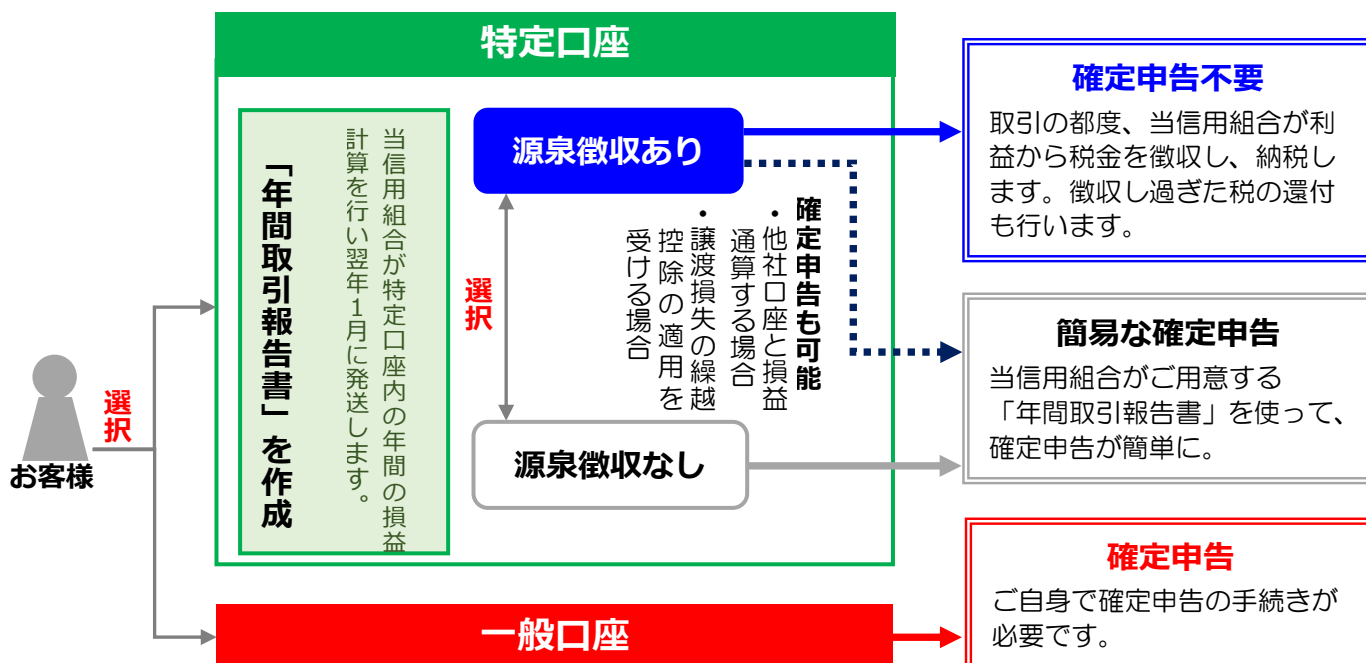 お客様
選択
特定口座
「年間取引報告書」を作成
当信用組合が特定口座内の年間の損益
計算を行い翌年1月に発送します。
源泉徴収あり
選択
源泉徴収なし
確定申告も可能
・他社口座と損益
通算する場合
・譲渡損失の繰越
控除の適用を
受ける場合
確定申告不要
取引の都度、当信用組合が利
益から税金を徴収し、納税し
ます。徴収し過ぎた税の還付
も行います。
簡易な確定申告
当信用組合がご用意する
「年間取引報告書」を使って、
確定申告が簡単に。
一般口座
確定申告
ご自身で確定申告の手続きが
必要です。